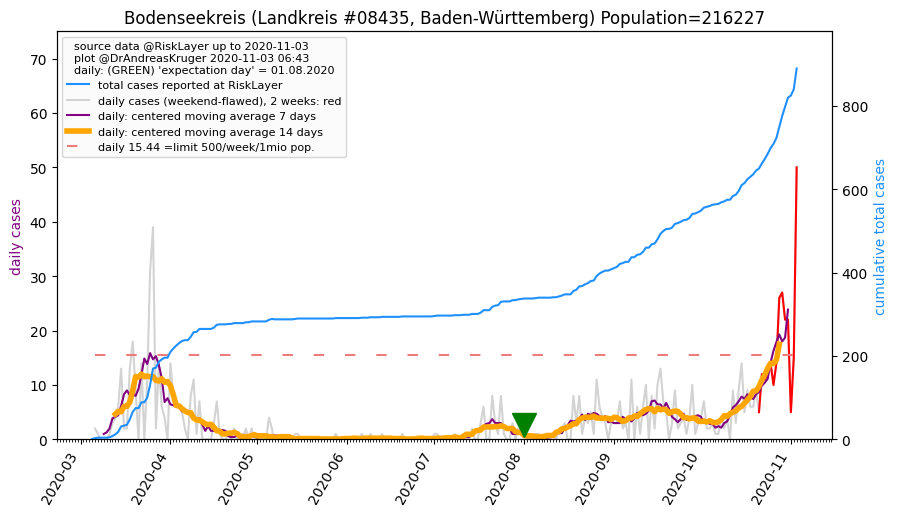 Bodenseekreis (Landkreis #08435, Baden-Württemberg) Population=216227
source data @RiskLayer up to 2020-11-03
plot @DrAndreasKruger 2020-11-03 06:43
daily: (GREEN) 'expectation day' = 01.08.2020
total cases reported at RiskLayer
daily cases (weekend-flawed), 2 weeks: red
daily: centered moving average 7 days
daily: centered moving average 14 days
daily 15.44 =limit 500/week/1mio pop.
daily cases
70
60
50
40
30
20
10
0
800
600
400
200
0
cumulative total cases
2020-03
2020-04
2020-05
2020-06
2020-07
2020-08
2020-09
2020-10
2020-11